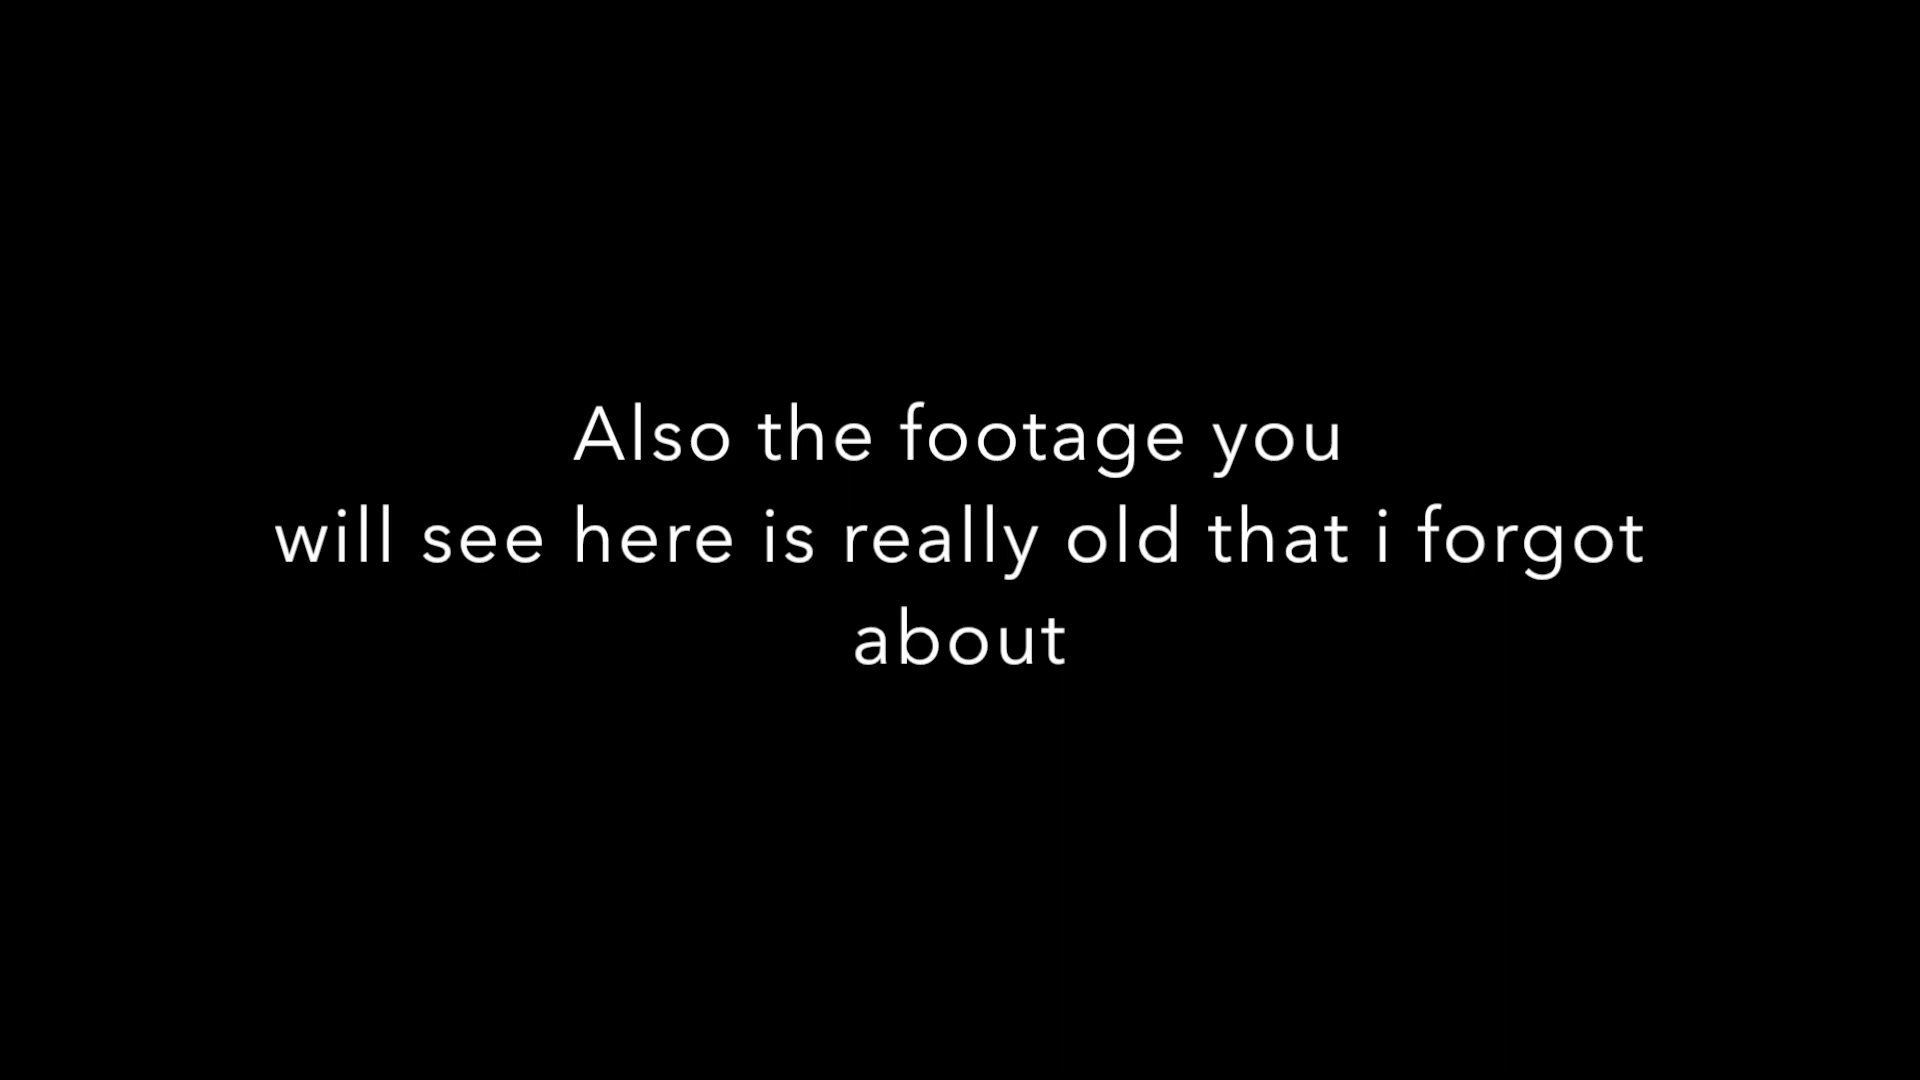 Also the footage you
will see here is really old that i forgot
about